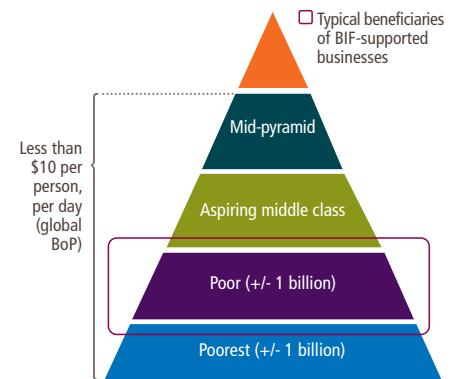 Typical beneficiaries
of BIF-supported
businesses
Mid-pyramid
Less than
$10 per
person,
per day
(global
BoP)
Aspiring middle class
Poor (+/- 1 billion)
Poorest (+/- 1 billion)